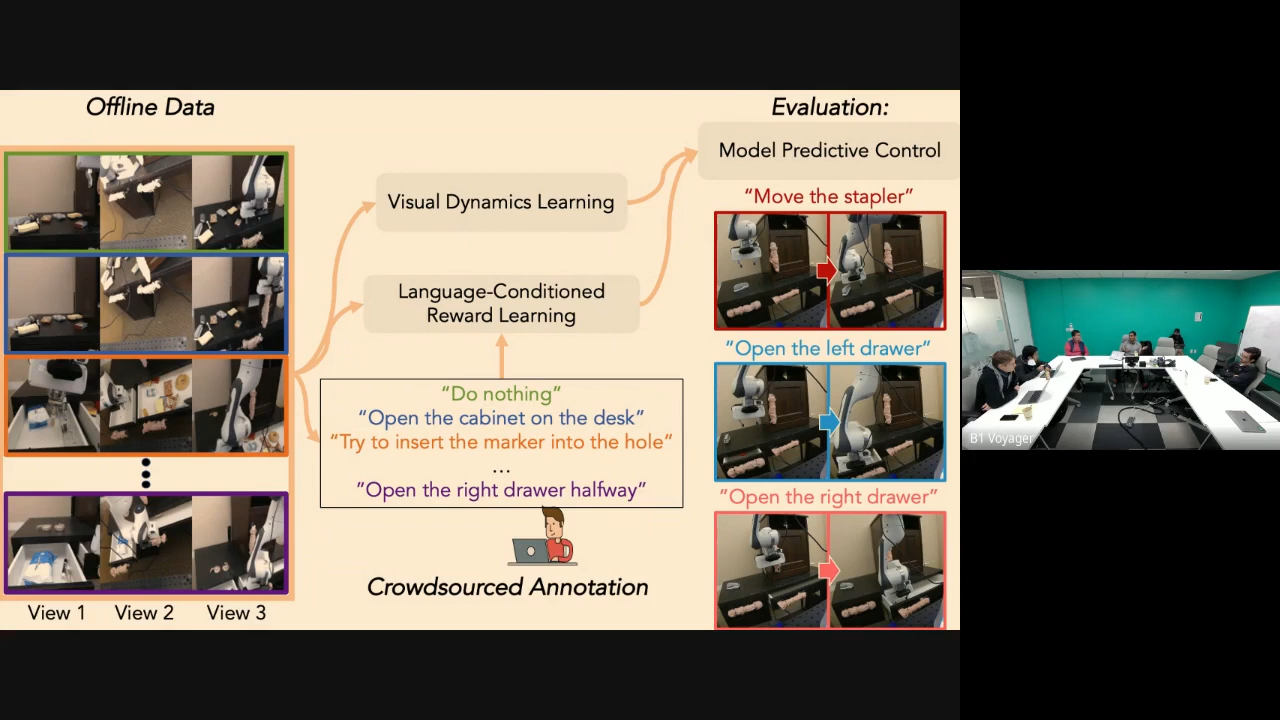 Offline Data
Evaluation:
Model Predictive Control
Visual Dynamics Learning
Language-Conditioned
Reward Learning
"Do nothing"
"Open the cabinet on the desk"
"Try to insert the marker into the hole"
...
"Open the right drawer halfway"
Crowdsourced Annotation
View 1
View 2
View 3
"Move the stapler"
"Open the left drawer"
"Open the right drawer"
B1 Voyager